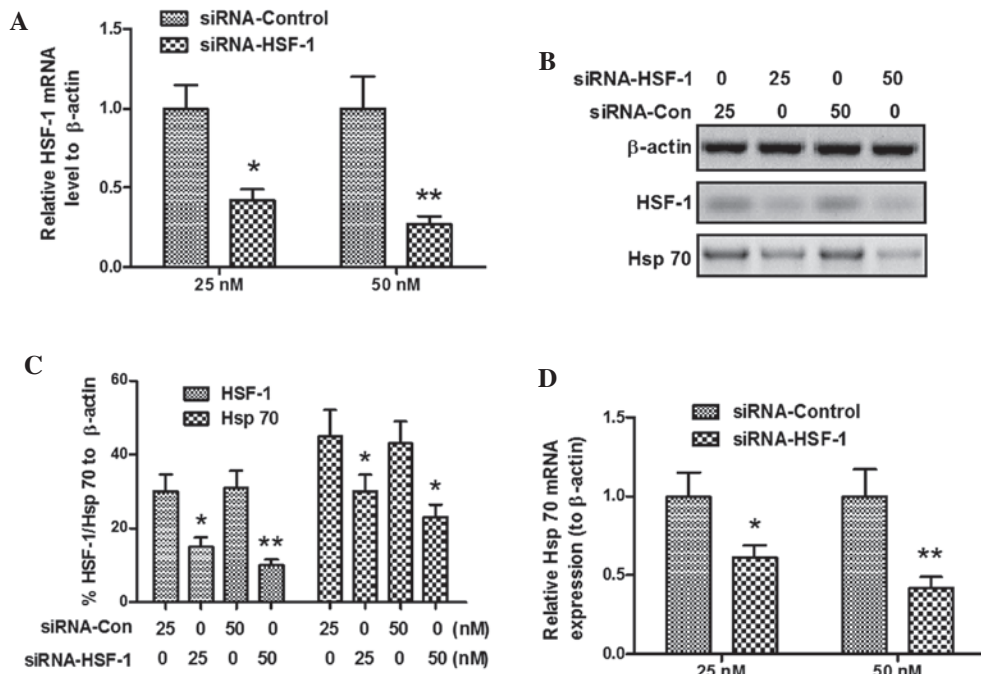 A
siRNA-Control
siRNA-HSF-1
Relative HSF-1 mRNA
level to β-actin
1.5
1.0
0.5
0.0
*
**
25 nM
50 nM
B
siRNA-HSF-1 0 25 0 50
siRNA-Con 25 0 50 0
β-actin
HSF-1
Hsp 70
C
% HSF-1/Hsp 70 to β-actin
60
40
20
0
HSF-1
Hsp 70
*
**
*
*
siRNA-Con 25 0 50 0 25 0 50 0 (nM)
siRNA-HSF-1 0 25 0 50 0 25 0 50 (nM)
D
siRNA-Control
siRNA-HSF-1
Relative Hsp 70 mRNA
expression (to β-actin)
1.5
1.0
0.5
0.0
*
**
25 nM
50 nM